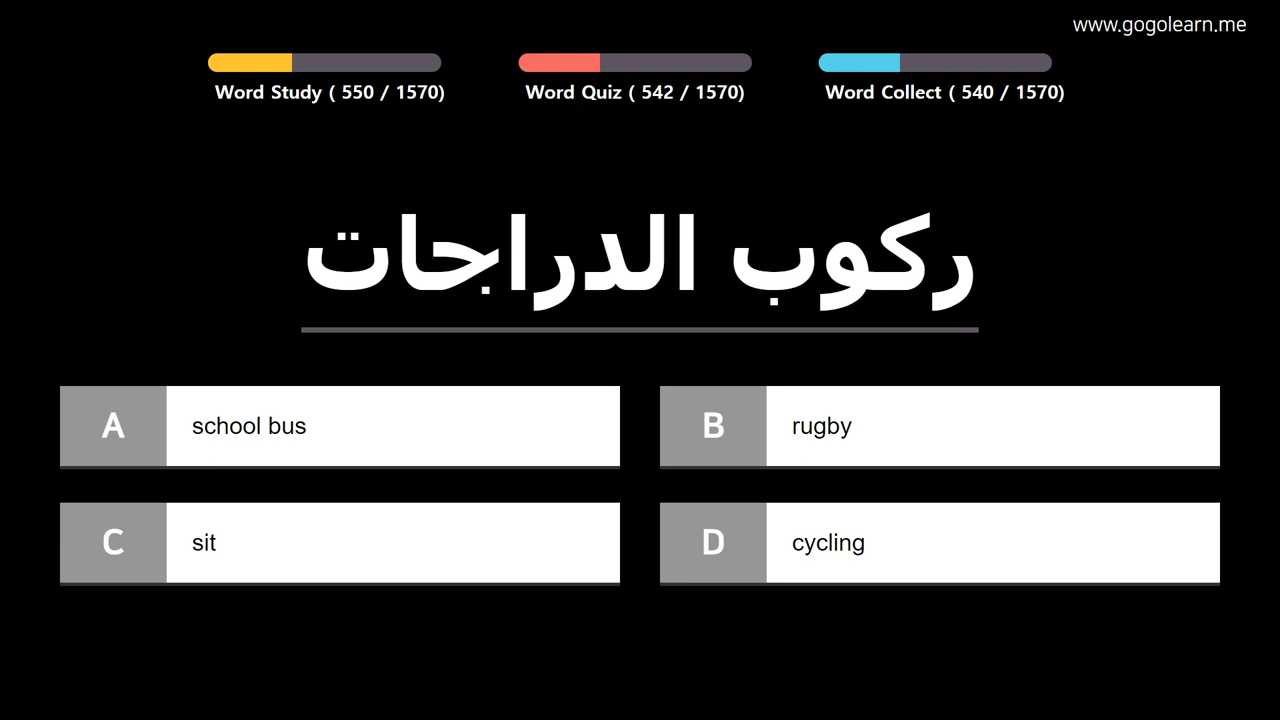 www.gogolearn.me
Word Study ( 550 / 1570)
Word Quiz ( 542 / 1570)
Word Collect ( 540 / 1570)
ركوب الدراجات
A
school bus
B
rugby
C
sit
D
cycling